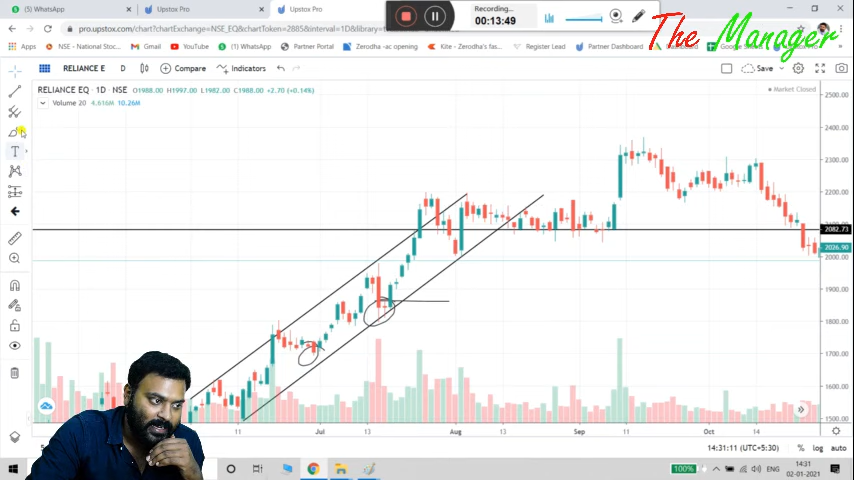 WhatsApp
Upstox Pro
Upstox Pro
Recording...
00:13:49
The Manager
pro.upstox.com/chart?chartExchange=NSE_EQ&chartToken=2885&interval=1D&library=t
Apps
NSE - National Stoc...
Gmail
YouTube
(1) WhatsApp
Partner Portal
Zerodha -ac opening
Kite - Zerodha's fas...
Register Lead
Partner Dashboard
RELIANCE E
D
Compare
Indicators
Save
RELIANCE EQ · 1D · NSE O1988.00 H1997.00 L1982.00 C1988.00 +2.70 (+0.14%)
Market Closed
Volume 20 4.616M 10.26M
2500.00
2400.00
2300.00
2200.00
2082.73
2026.90
2000.00
1900.00
1800.00
1700.00
1600.00
1500.00
11 Jul 13 Aug 13 Sep 11 Oct 14
14:31:11 (UTC+5:30) % log auto
100% ENG 14:31
02-01-2021